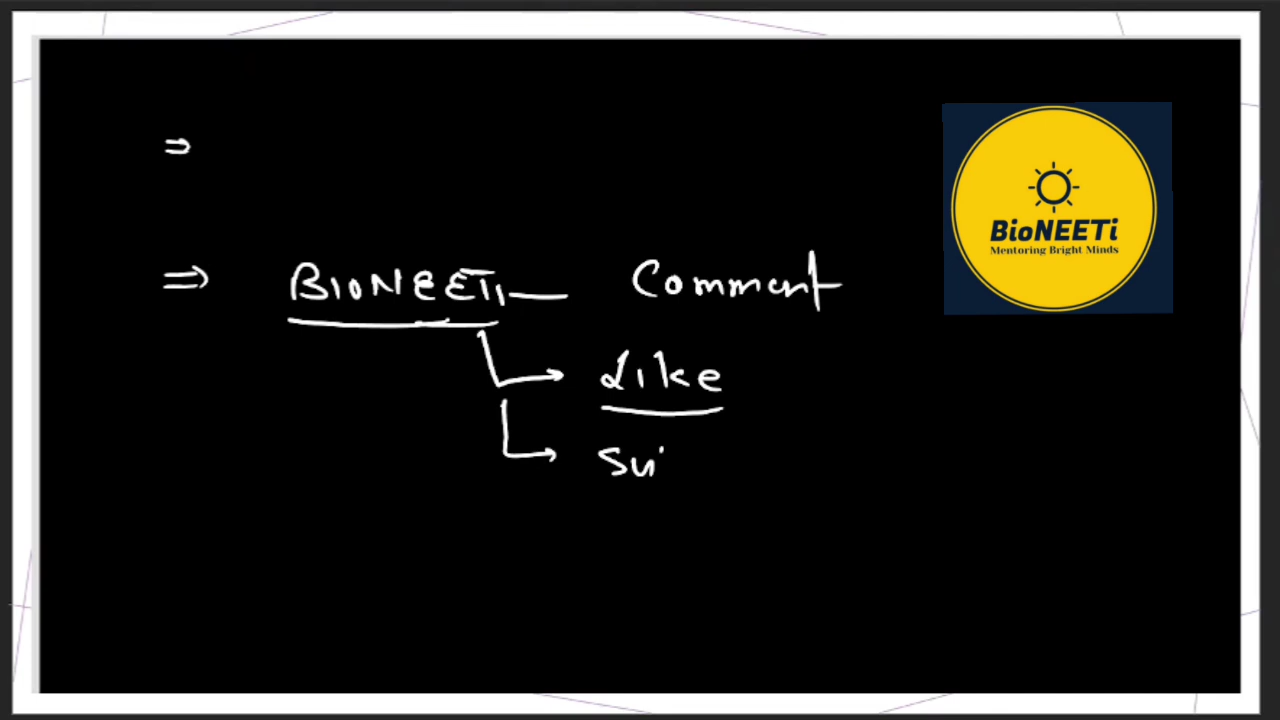 ⇒
⇒ BIONEETi — Comment
BioNEETi
Mentoring Bright Minds
→ Like
→ Su